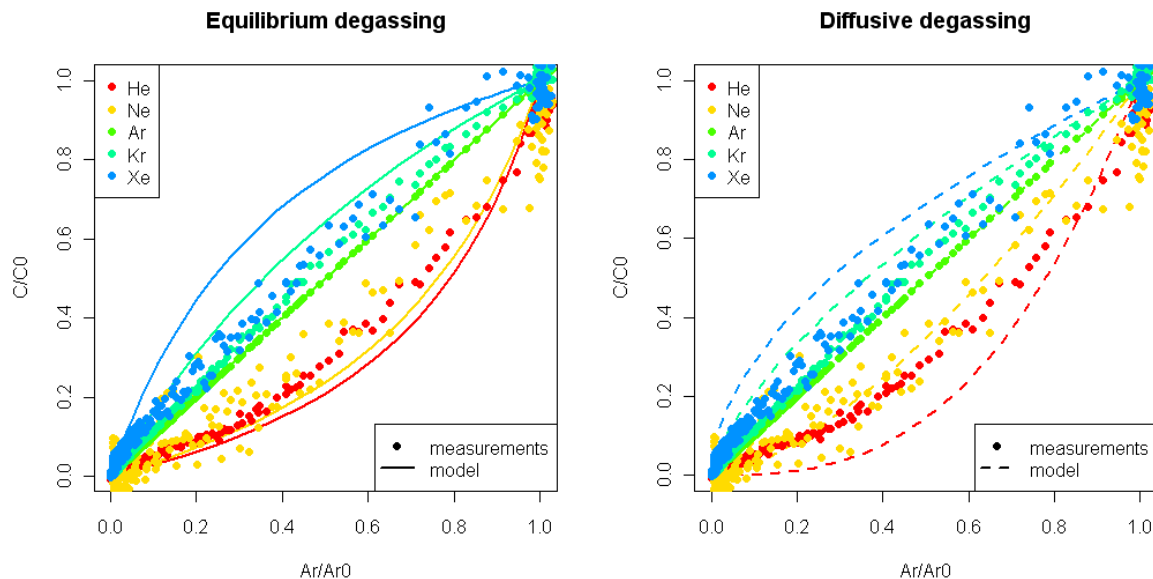 Equilibrium degassing
C/C0
1.0
0.8
0.6
0.4
0.2
0.0
He
Ne
Ar
Kr
Xe
measurements
model
0.0 0.2 0.4 0.6 0.8 1.0
Ar/Ar0
Diffusive degassing
C/C0
1.0
0.8
0.6
0.4
0.2
0.0
He
Ne
Ar
Kr
Xe
measurements
model
0.0 0.2 0.4 0.6 0.8 1.0
Ar/Ar0